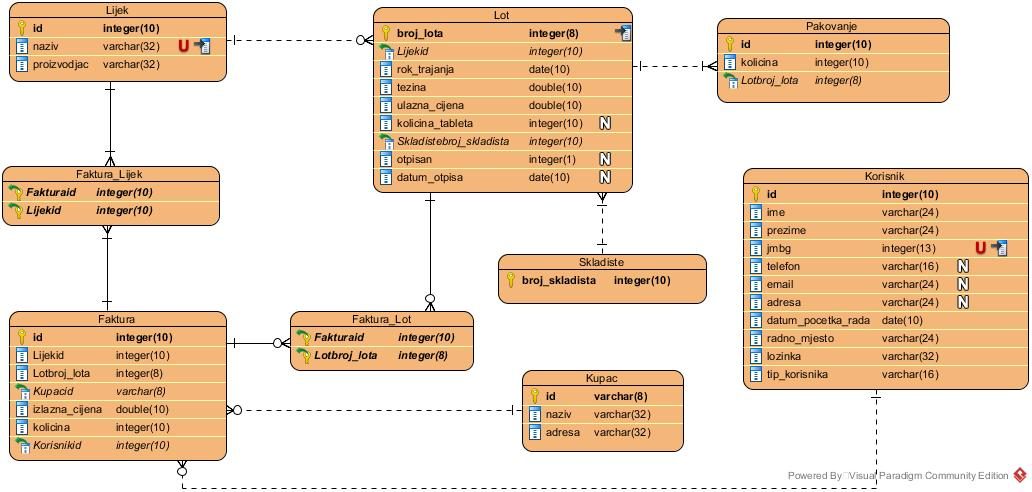 Lijek
id integer(10)
naziv varchar(32) U
proizvodjac varchar(32)
Lot
broj_lota integer(8)
Lijekid integer(10)
rok_trajanja date(10)
tezina double(10)
ulazna_cijena double(10)
kolicina_tableta integer(10) N
Skladistebroj_skladista integer(10)
otpisan integer(1) N
datum_otpisa date(10) N
Pakovanje
id integer(10)
kolicina integer(10)
Lotbroj_lota integer(8)
Faktura_Lijek
Fakturaid integer(10)
Lijekid integer(10)
Korisnik
id integer(10)
ime varchar(24)
prezime varchar(24)
jmbg integer(13) U
telefon varchar(16) N
email varchar(24) N
adresa varchar(24) N
datum_pocetka_rada date(10)
radno_mjesto varchar(24)
lozinka varchar(32)
tip_korisnika varchar(16)
Skladiste
broj_skladista integer(10)
Faktura
id integer(10)
Lijekid integer(10)
Lotbroj_lota integer(8)
Kupacid varchar(8)
izlazna_cijena double(10)
kolicina integer(10)
Korisnikid integer(10)
Faktura_Lot
Fakturaid integer(10)
Lotbroj_lota integer(8)
Kupac
id varchar(8)
naziv varchar(32)
adresa varchar(32)
Powered By Visual Paradigm Community Edition